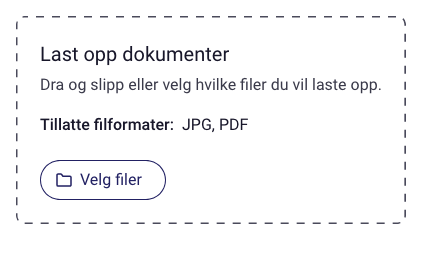 Last opp dokumenter
Dra og slipp eller velg hvilke filer du vil laste opp.
Tillatte filformater: JPG, PDF
Velg filer